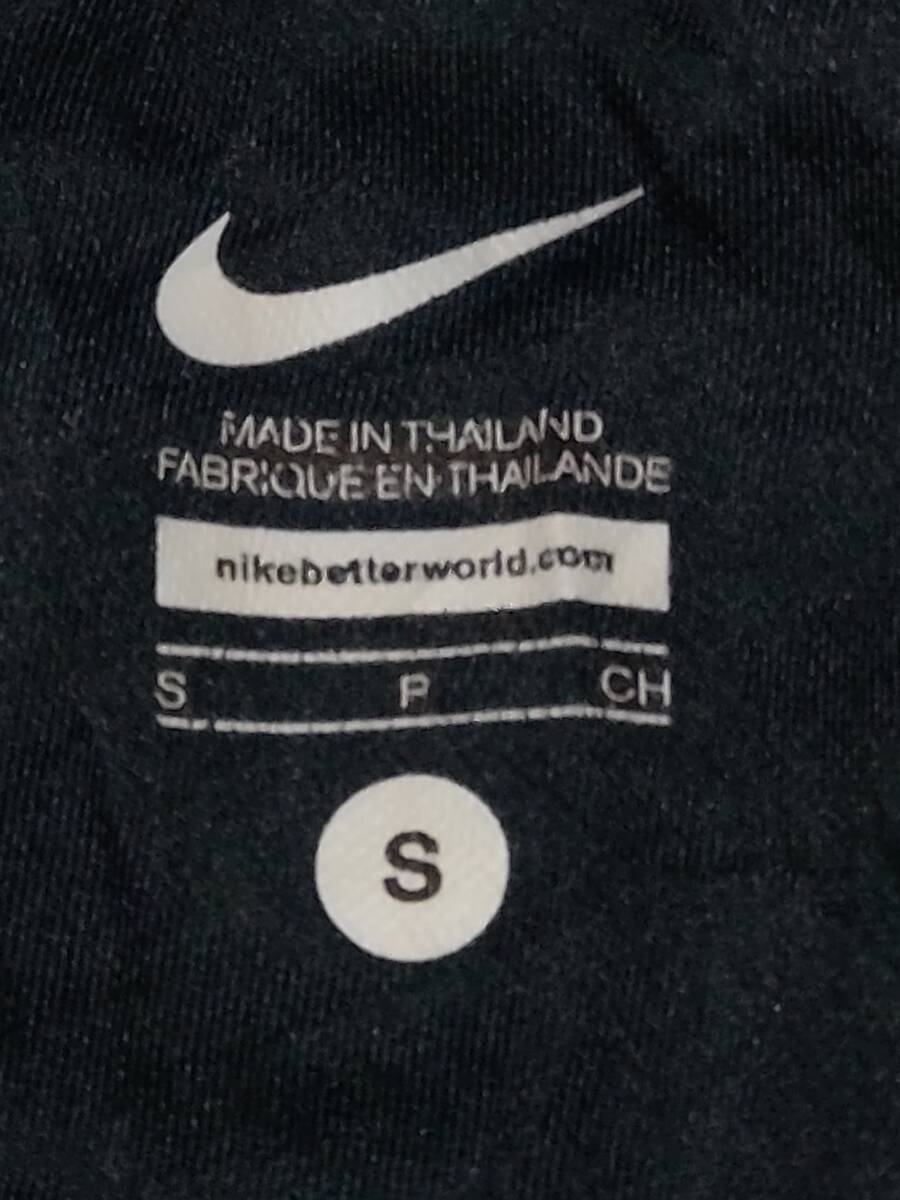 MADE IN THAILAND
FABRIQUE EN THAILANDE
nikebetterworld.com
S P CH
S